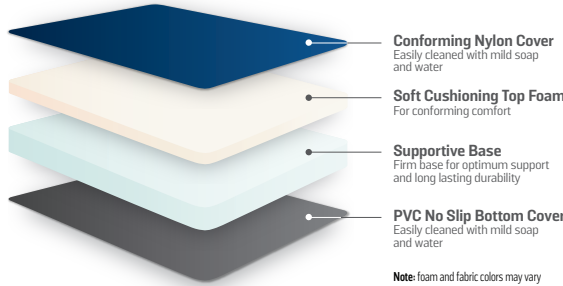 Conforming Nylon Cover
Easily cleaned with mild soap
and water
Soft Cushioning Top Foam
For conforming comfort
Supportive Base
Firm base for optimum support
and long lasting durability
PVC No Slip Bottom Cover
Easily cleaned with mild soap
and water
Note: foam and fabric colors may vary